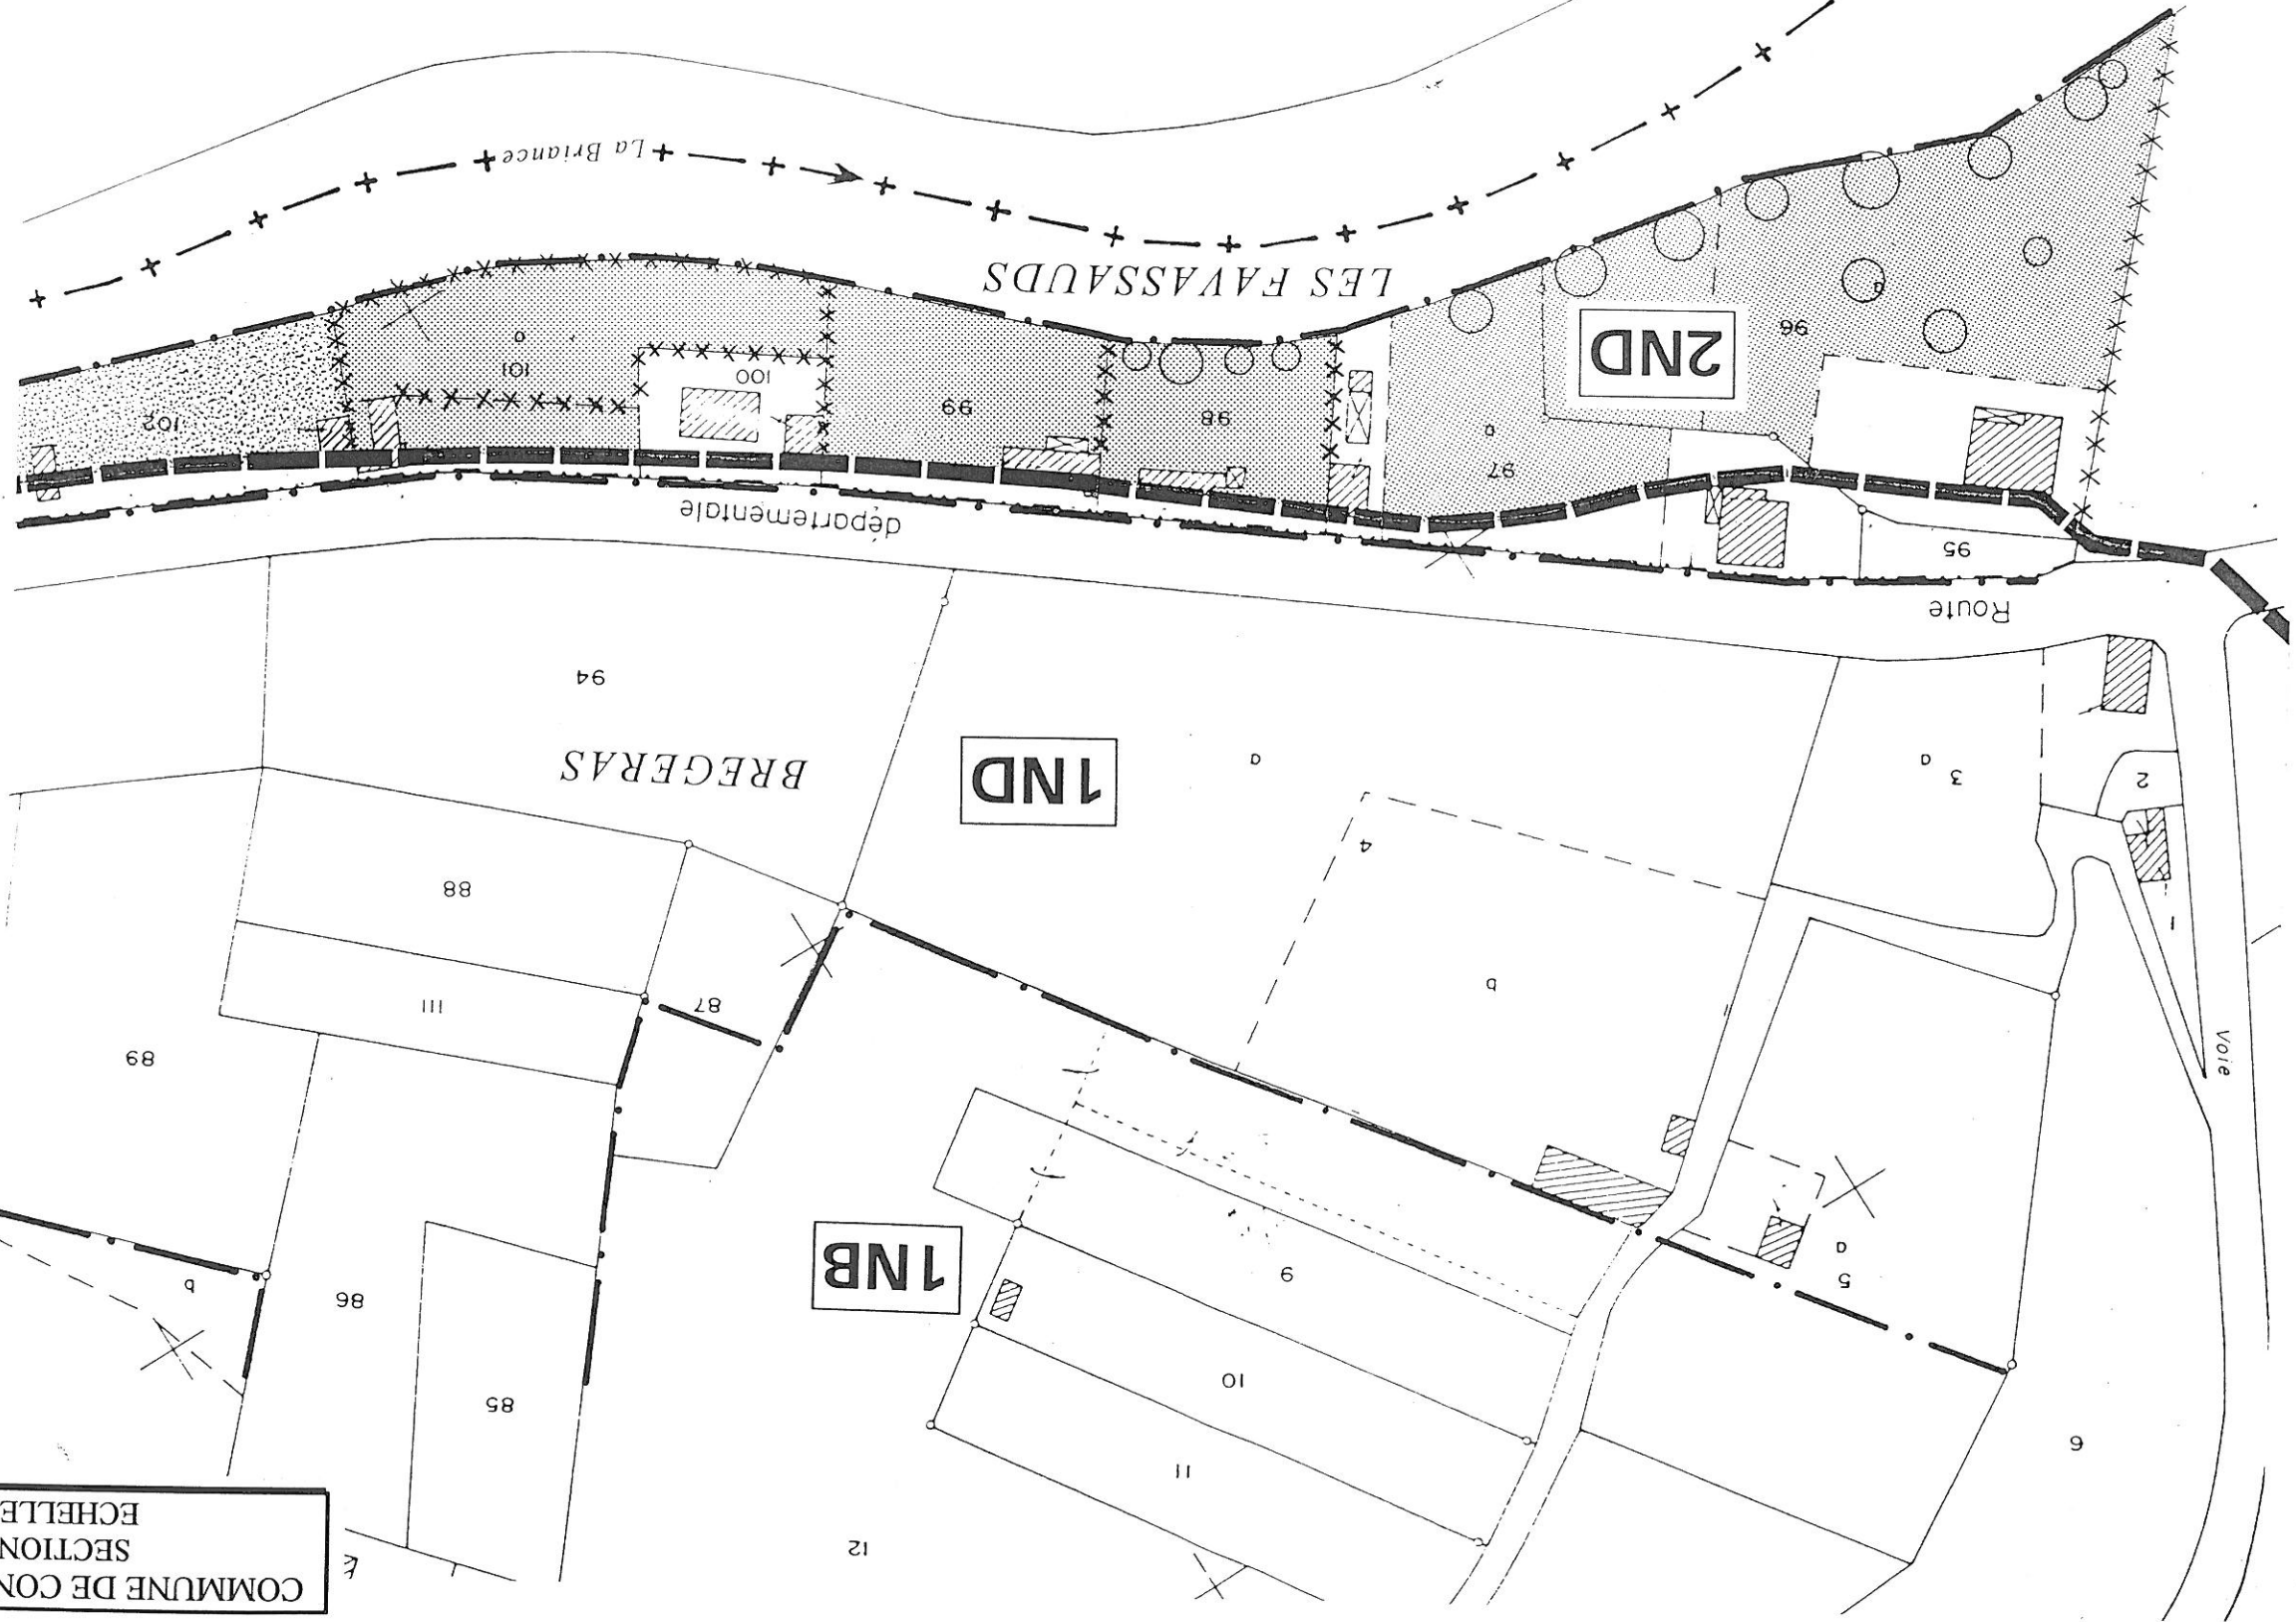 COMMUNE DE CON
SECTION
ECHELLE
12
11
6
85
10
86
b
5
a
9
1NB
89
Voie
111
87
b
1
88
4
2
3
a
a
1ND
BREGERAS
94
Route
départementale
95
97
a
98
99
102
101
a
100
96
a
2ND
LES FAVASSAUDS
La Briance